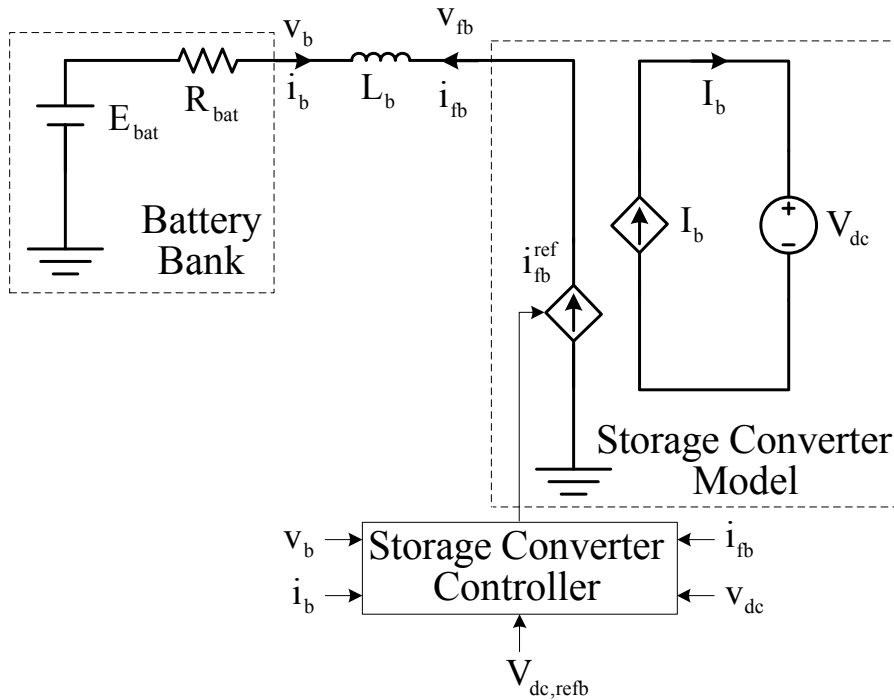 v_b
v_fb
i_b
L_b
i_fb
R_bat
E_bat
Battery
Bank
I_b
I_b
V_dc
+
−
i_fb^ref
Storage Converter
Model
v_b
i_b
Storage Converter
Controller
i_fb
v_dc
V_dc,refb